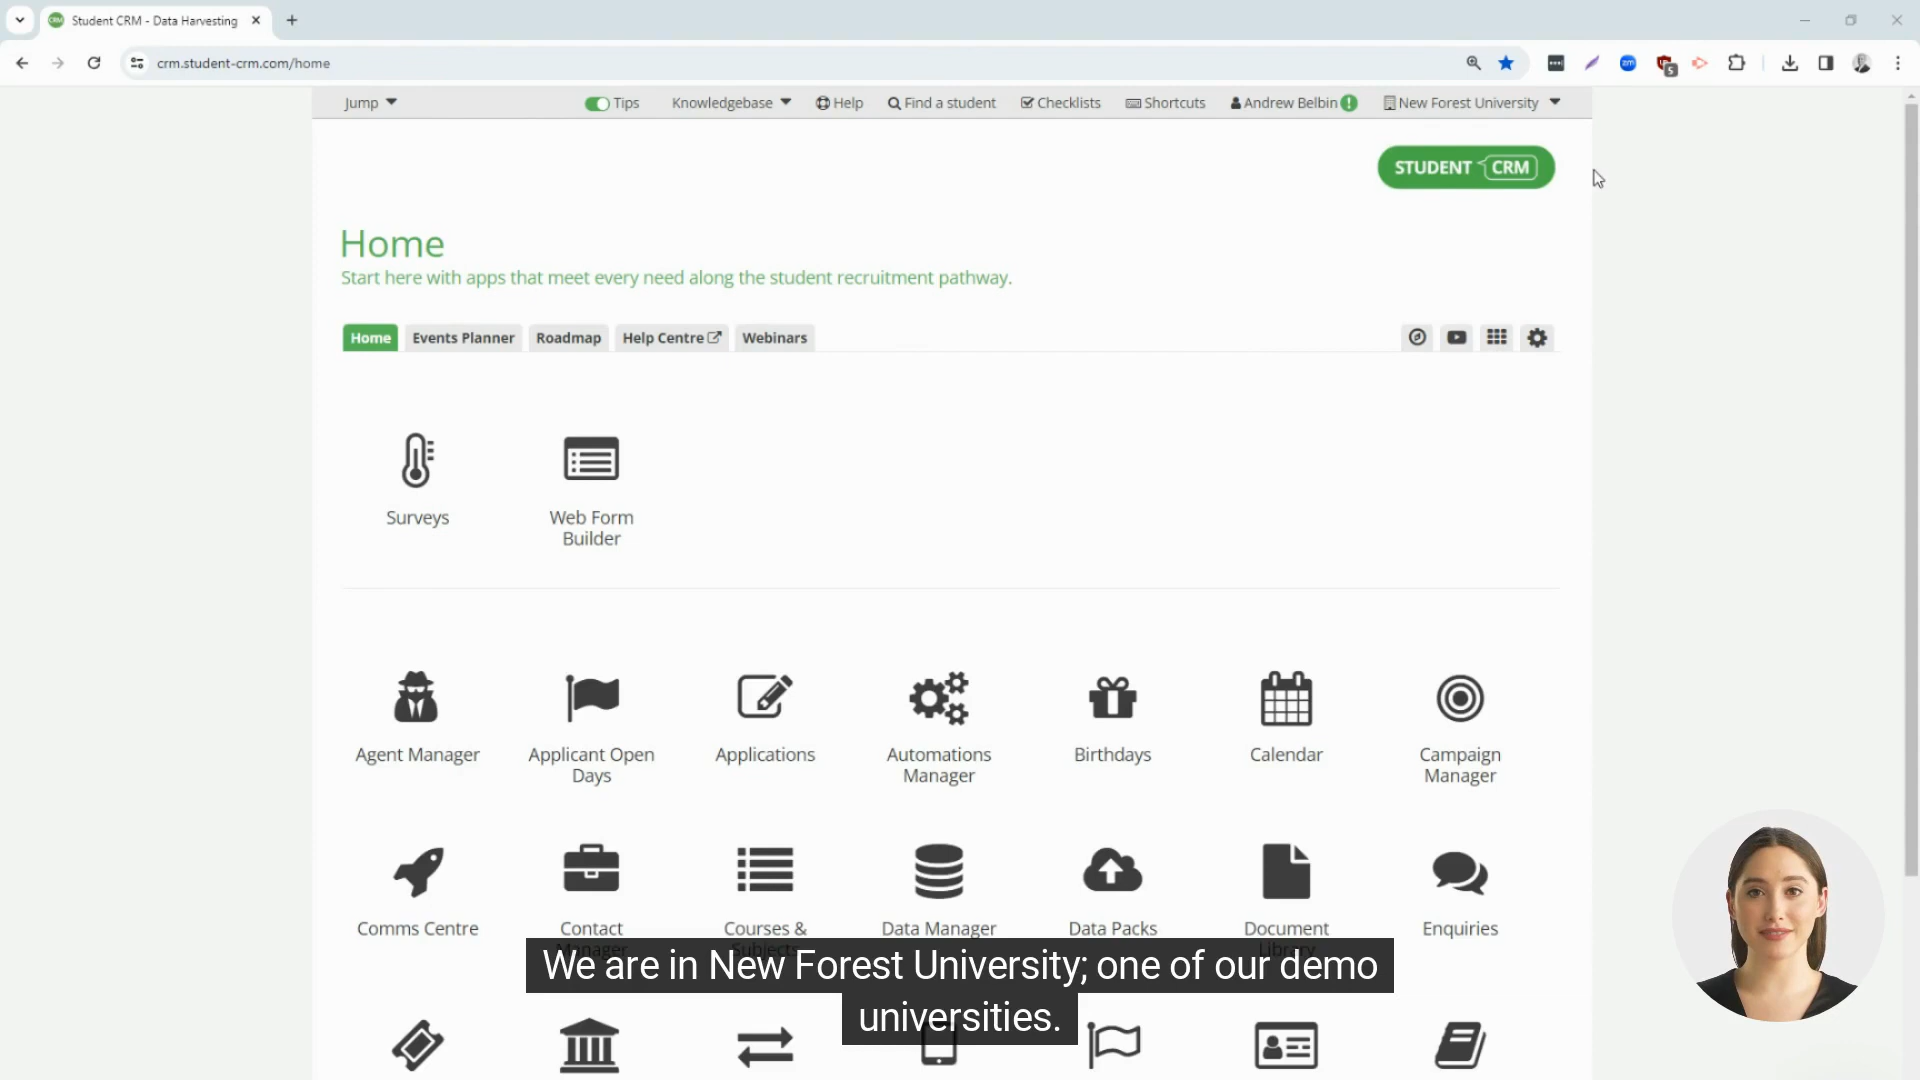 Student CRM - Data Harvesting
crm.student-crm.com/home
Jump
Tips
Knowledgebase
Help
Find a student
Checklists
Shortcuts
Andrew Belbin
New Forest University
STUDENT CRM
Home
Start here with apps that meet every need along the student recruitment pathway.
Home
Events Planner
Roadmap
Help Centre
Webinars
Surveys
Web Form
Builder
Agent Manager
Applicant Open
Days
Applications
Automations
Manager
Birthdays
Calendar
Campaign
Manager
Comms Centre
Contact
Manager
Courses &
Subjects
Data Manager
Data Packs
Document
Library
Enquiries
We are in New Forest University; one of our demo
universities.